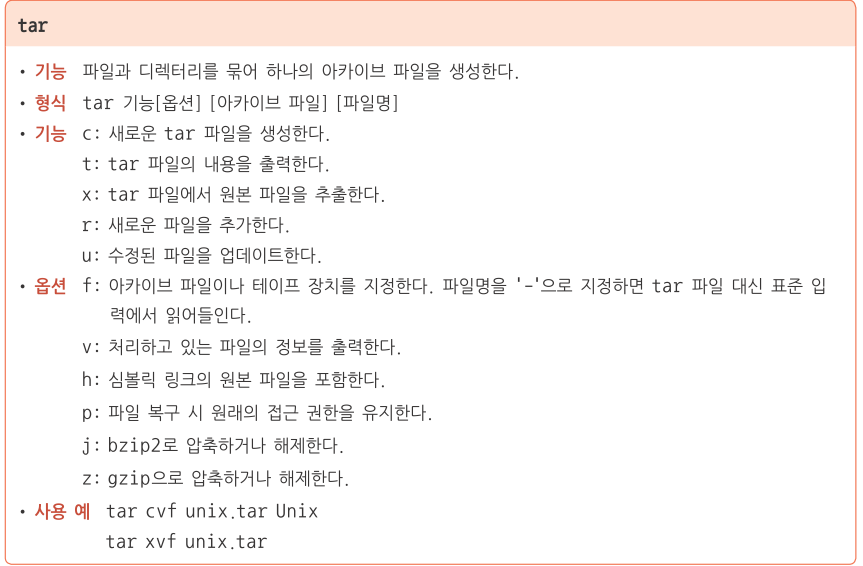 tar
• 기능 파일과 디렉터리를 묶어 하나의 아카이브 파일을 생성한다.
• 형식 tar 기능[옵션] [아카이브 파일] [파일명]
• 기능 c: 새로운 tar 파일을 생성한다.
t: tar 파일의 내용을 출력한다.
x: tar 파일에서 원본 파일을 추출한다.
r: 새로운 파일을 추가한다.
u: 수정된 파일을 업데이트한다.
• 옵션 f: 아카이브 파일이나 테이프 장치를 지정한다. 파일명을 '-'으로 지정하면 tar 파일 대신 표준 입
력에서 읽어들인다.
v: 처리하고 있는 파일의 정보를 출력한다.
h: 심볼릭 링크의 원본 파일을 포함한다.
p: 파일 복구 시 원래의 접근 권한을 유지한다.
j: bzip2로 압축하거나 해제한다.
z: gzip으로 압축하거나 해제한다.
• 사용 예 tar cvf unix.tar Unix
tar xvf unix.tar